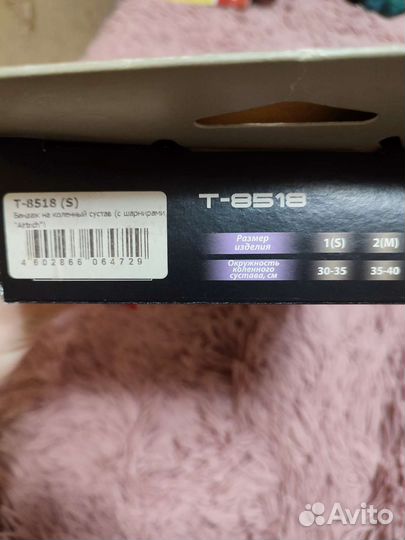 T-8518 (S)
Бандаж на коленный сустав (с шарнирами
"Airtech")
4 602866 064729
T-8518
Размер изделия 1(S) 2(M)
Окружность коленного сустава, см 30-35 35-40
Avito